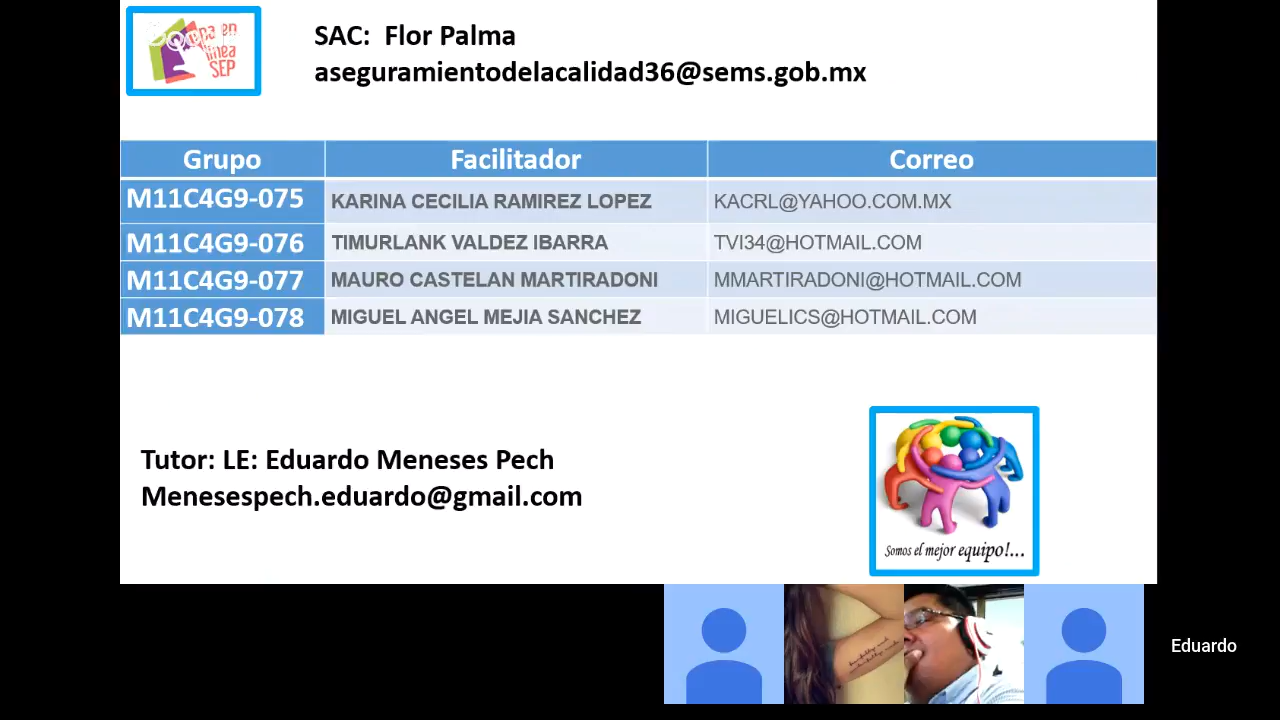 en
línea
SEP
SAC: Flor Palma
aseguramientodelacalidad36@sems.gob.mx
Grupo Facilitador Correo
M11C4G9-075 KARINA CECILIA RAMIREZ LOPEZ KACRL@YAHOO.COM.MX
M11C4G9-076 TIMURLANK VALDEZ IBARRA TVI34@HOTMAIL.COM
M11C4G9-077 MAURO CASTELAN MARTIRADONI MMARTIRADONI@HOTMAIL.COM
M11C4G9-078 MIGUEL ANGEL MEJIA SANCHEZ MIGUELICS@HOTMAIL.COM
Tutor: LE: Eduardo Meneses Pech
Menesespech.eduardo@gmail.com
Somos el mejor equipo!...
Eduardo